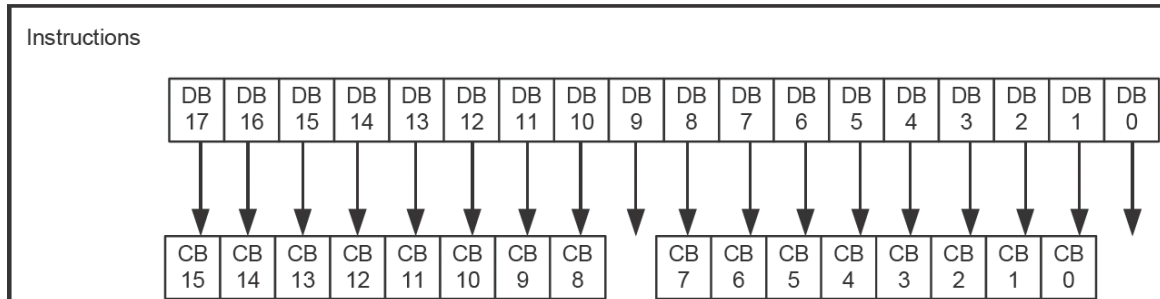 Instructions
DB DB DB DB DB DB DB DB DB DB DB DB DB DB DB DB DB DB
17 16 15 14 13 12 11 10 9 8 7 6 5 4 3 2 1 0
CB CB CB CB CB CB CB CB CB CB CB CB CB CB CB CB
15 14 13 12 11 10 9 8 7 6 5 4 3 2 1 0